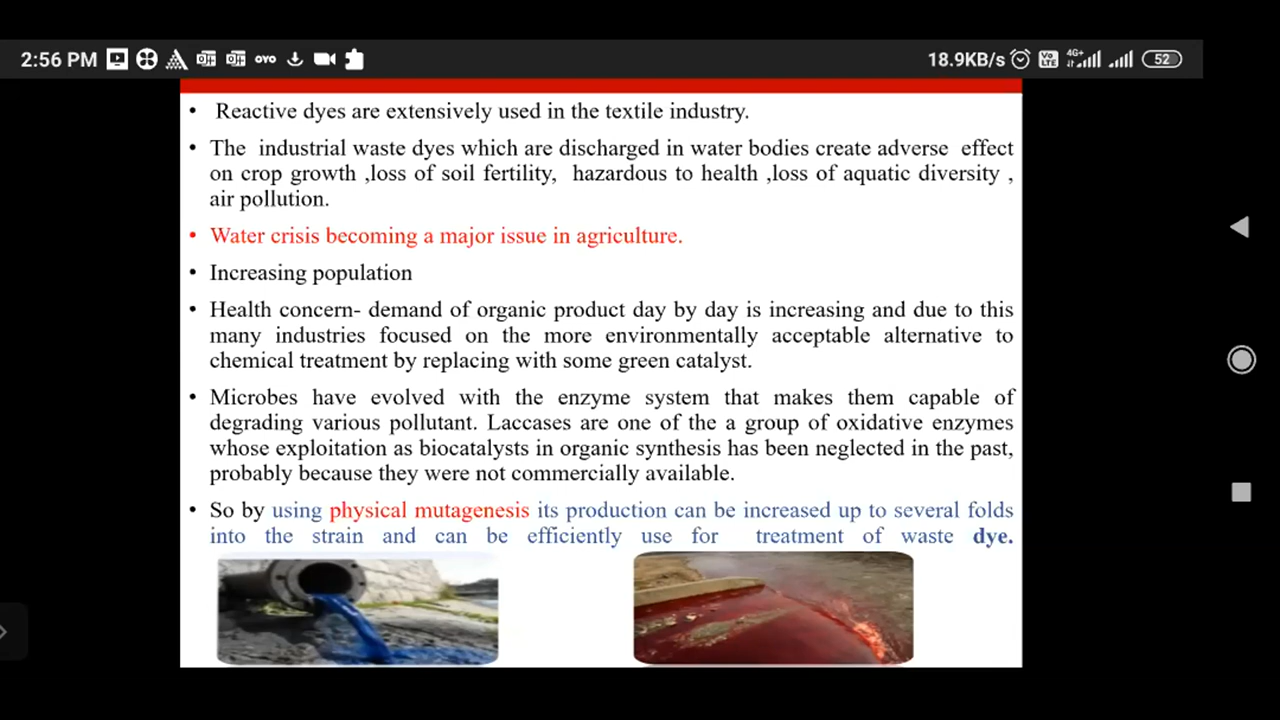 2:56 PM ovo 18.9KB/s Vo LTE 4G+ 52
• Reactive dyes are extensively used in the textile industry.
• The industrial waste dyes which are discharged in water bodies create adverse effect
on crop growth ,loss of soil fertility, hazardous to health ,loss of aquatic diversity ,
air pollution.
• Water crisis becoming a major issue in agriculture.
• Increasing population
• Health concern- demand of organic product day by day is increasing and due to this
many industries focused on the more environmentally acceptable alternative to
chemical treatment by replacing with some green catalyst.
• Microbes have evolved with the enzyme system that makes them capable of
degrading various pollutant. Laccases are one of the a group of oxidative enzymes
whose exploitation as biocatalysts in organic synthesis has been neglected in the past,
probably because they were not commercially available.
• So by using physical mutagenesis its production can be increased up to several folds
into the strain and can be efficiently use for treatment of waste dye.